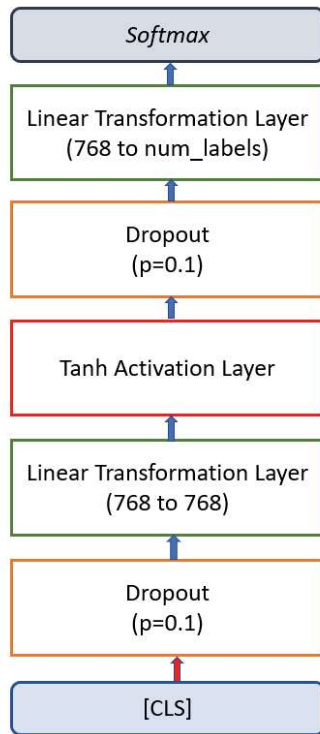 Softmax
Linear Transformation Layer
(768 to num_labels)
Dropout
(p=0.1)
Tanh Activation Layer
Linear Transformation Layer
(768 to 768)
Dropout
(p=0.1)
[CLS]